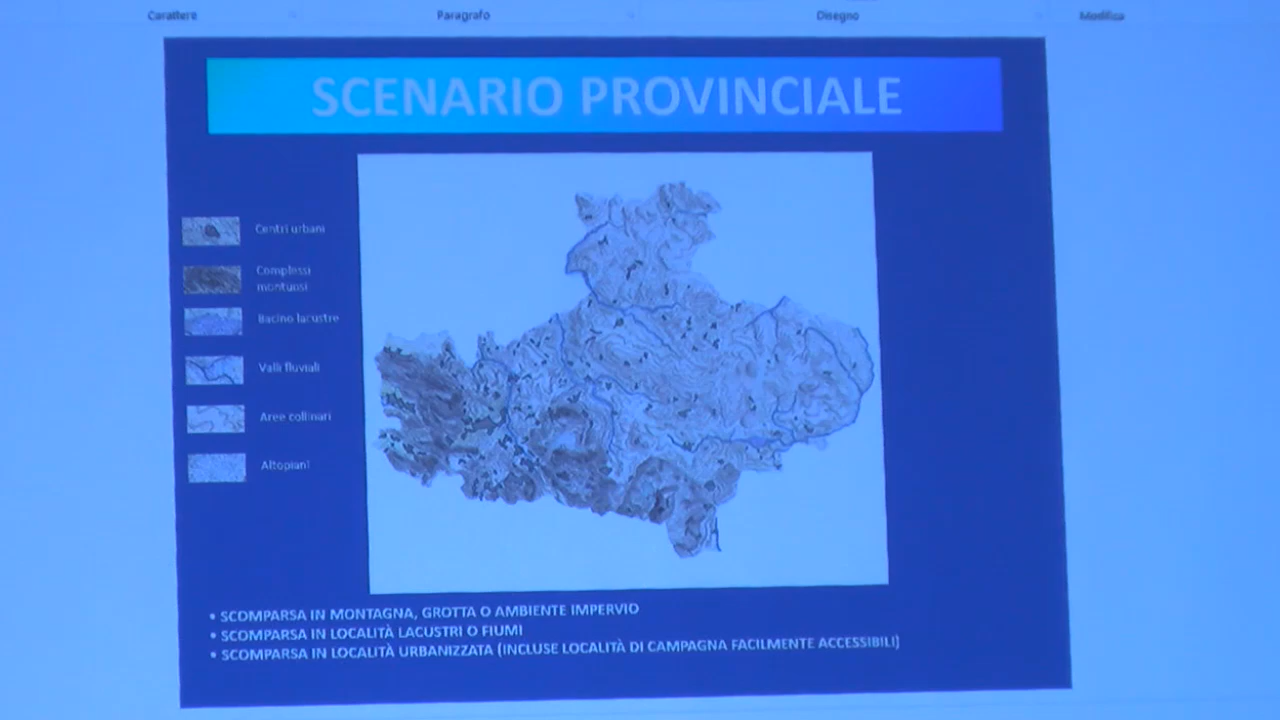 Carattere
Paragrafo
Disegno
Modifica
SCENARIO PROVINCIALE
Centri urbani
Complessi
montuosi
Bacino lacustre
Valli fluviali
Aree collinari
Altopiani
• SCOMPARSA IN MONTAGNA, GROTTA O AMBIENTE IMPERVIO
• SCOMPARSA IN LOCALITÀ LACUSTRI O FIUMI
• SCOMPARSA IN LOCALITÀ URBANIZZATA (INCLUSE LOCALITÀ DI CAMPAGNA FACILMENTE ACCESSIBILI)